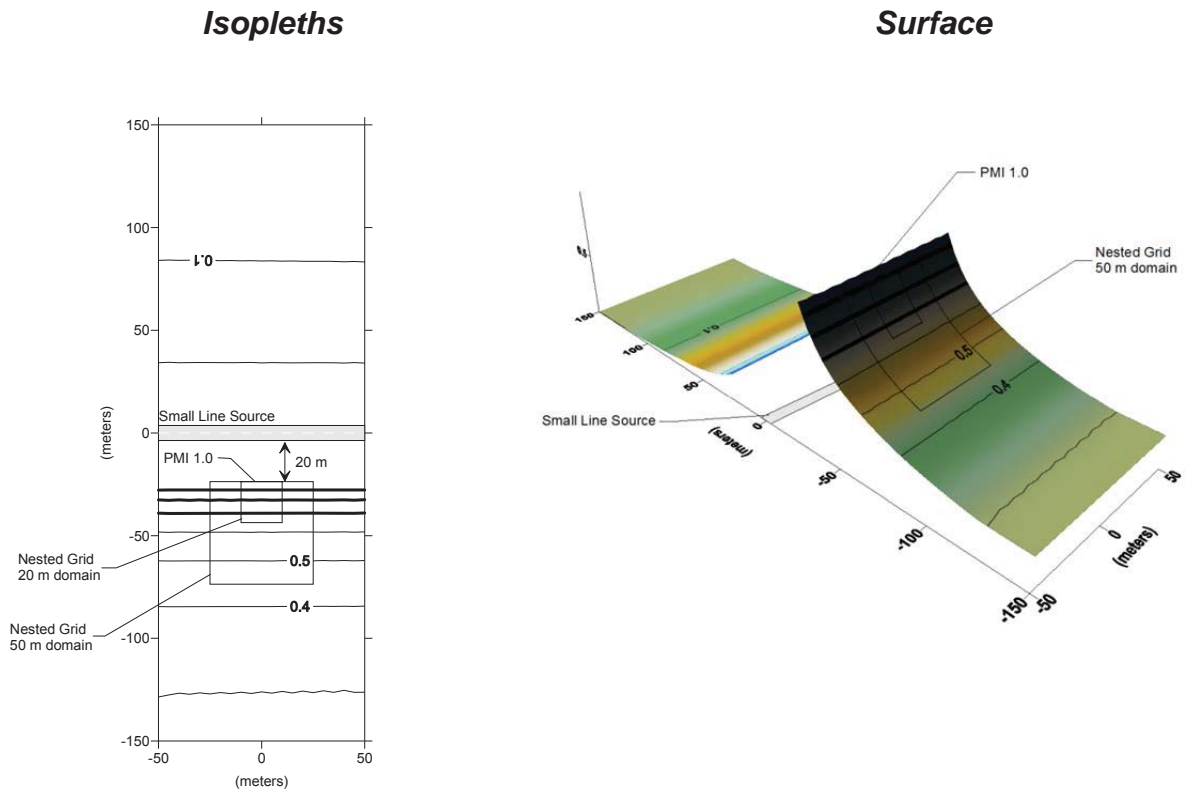 Isopleths
Surface
150
100
50
0
-50
-100
-150
(meters)
0.1
Small Line Source
PMI 1.0
20 m
0.5
0.4
Nested Grid
20 m domain
Nested Grid
50 m domain
-50
0
50
(meters)
PMI 1.0
Nested Grid
50 m domain
Small Line Source
150
100
50
0
-50
-100
-150
(meters)
0.1
0.5
0.4
-50
0
50
(meters)